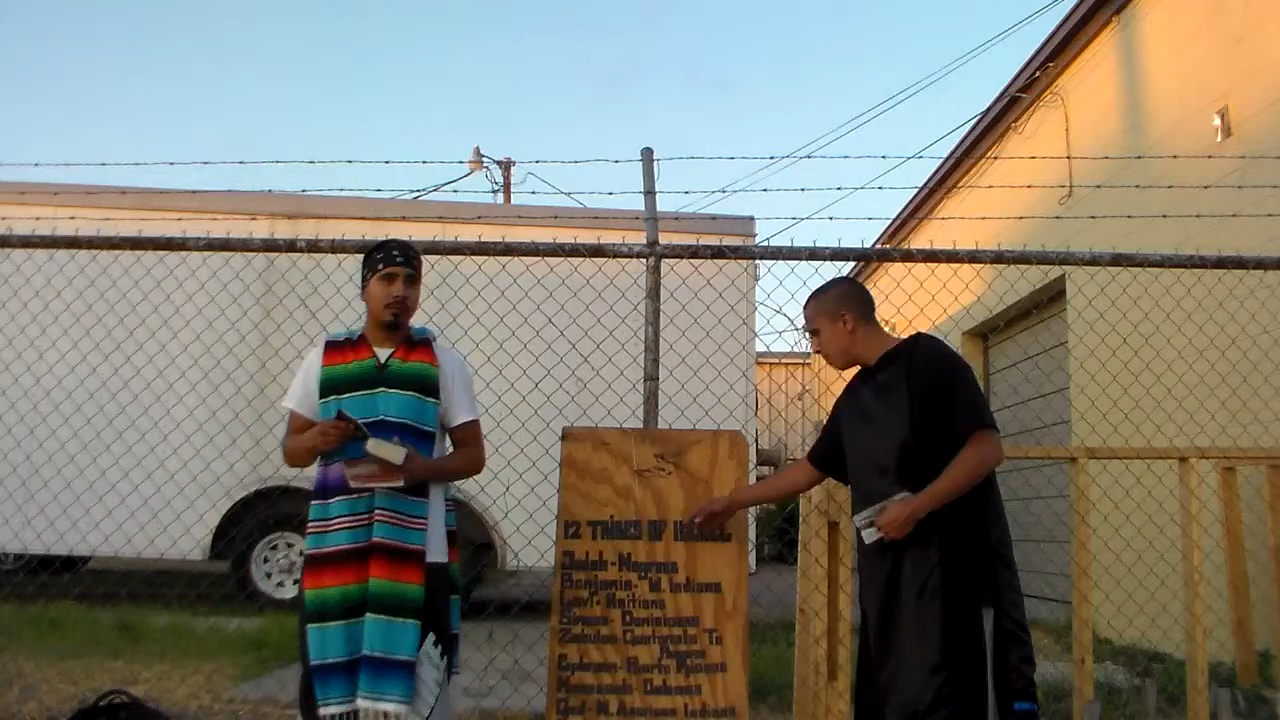 12 TRIBES OF ISRAEL
Judah-Negroes
Benjamin-W. Indians
Levi-Haitians
Simeon-Dominicans
Zebulon-Guatemala To
Panama
Ephraim-Puerto Ricans
Manasseh-Cubans
Gad-N. American Indians